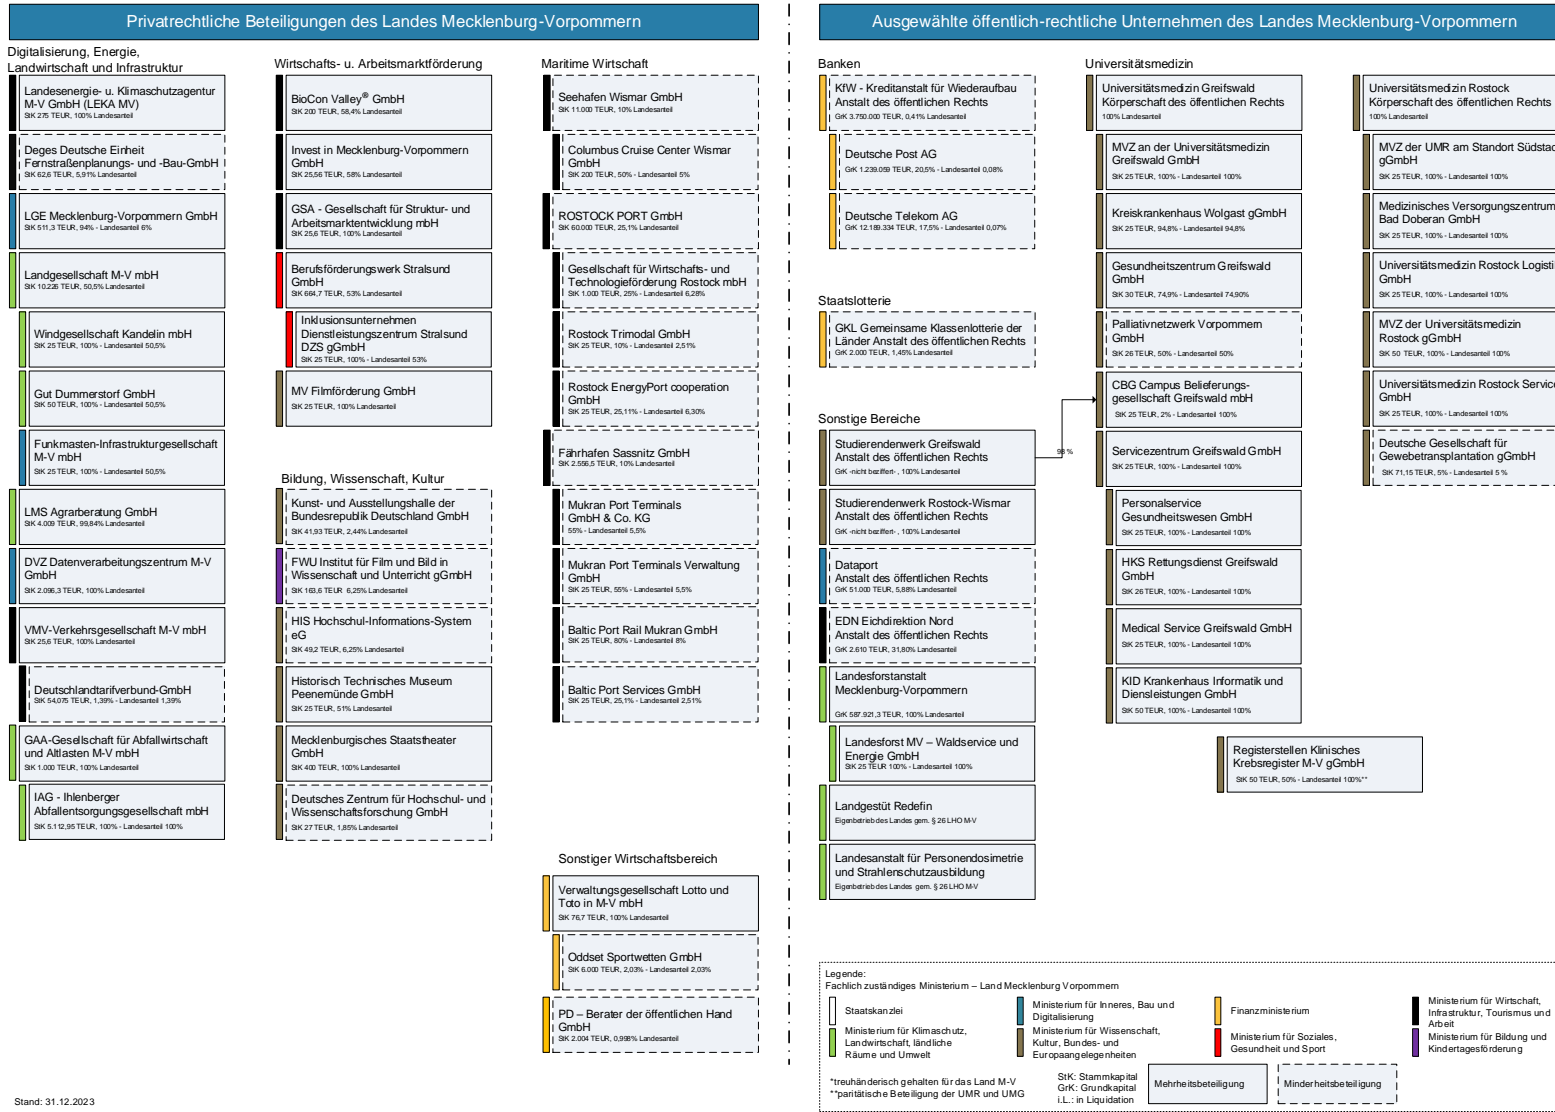 Privatrechtliche Beteiligungen des Landes Mecklenburg-Vorpommern
Digitalisierung, Energie,
Landwirtschaft und Infrastruktur
Landesenergie- u. Klimaschutzagentur
M-V GmbH (LEKA MV)
StK 275 TEUR, 100% Landesanteil
Deges Deutsche Einheit
Fernstraßenplanungs- und -Bau-GmbH
StK 62,6 TEUR, 5,91% Landesanteil
LGE Mecklenburg-Vorpommern GmbH
StK 511,3 TEUR, 94% - Landesanteil 6%
Landgesellschaft M-V mbH
StK 10.226 TEUR, 50,5% Landesanteil
Windgesellschaft Kandelin mbH
StK 25 TEUR, 100% - Landesanteil 50,5%
Gut Dummerstorf GmbH
StK 50 TEUR, 100% - Landesanteil 50,5%
Funkmasten-Infrastrukturgesellschaft
M-V mbH
StK 25 TEUR, 100% - Landesanteil 50,5%
LMS Agrarberatung GmbH
StK 4.009 TEUR, 99,84% Landesanteil
DVZ Datenverarbeitungszentrum M-V
GmbH
StK 2.096,3 TEUR, 100% Landesanteil
VMV-Verkehrsgesellschaft M-V mbH
StK 25,6 TEUR, 100% Landesanteil
Deutschlandtarifverbund-GmbH
StK 54,075 TEUR, 1,39% - Landesanteil 1,39%
GAA-Gesellschaft für Abfallwirtschaft
und Altlasten M-V mbH
StK 1.000 TEUR, 100% Landesanteil
IAG - Ihlenberger
Abfallentsorgungsgesellschaft mbH
StK 5.112,95 TEUR, 100% - Landesanteil 100%
Wirtschafts- u. Arbeitsmarktförderung
BioCon Valley® GmbH
StK 200 TEUR, 58,4% Landesanteil
Invest in Mecklenburg-Vorpommern
GmbH
StK 25,56 TEUR, 58% Landesanteil
GSA - Gesellschaft für Struktur- und
Arbeitsmarktentwicklung mbH
StK 25,6 TEUR, 100% Landesanteil
Berufsförderungswerk Stralsund
GmbH
StK 664,7 TEUR, 53% Landesanteil
Inklusionsunternehmen
Dienstleistungszentrum Stralsund
DZS gGmbH
StK 25 TEUR, 100% - Landesanteil 53%
MV Filmförderung GmbH
StK 25 TEUR, 100% Landesanteil
Bildung, Wissenschaft, Kultur
Kunst- und Ausstellungshalle der
Bundesrepublik Deutschland GmbH
StK 41,93 TEUR, 2,44% Landesanteil
FWU Institut für Film und Bild in
Wissenschaft und Unterricht gGmbH
StK 163,6 TEUR 6,25% Landesanteil
HIS Hochschul-Informations-System
eG
StK 49,2 TEUR, 6,25% Landesanteil
Historisch Technisches Museum
Peenemünde GmbH
StK 25 TEUR, 51% Landesanteil
Mecklenburgisches Staatstheater
GmbH
StK 400 TEUR, 100% Landesanteil
Deutsches Zentrum für Hochschul- und
Wissenschaftsforschung GmbH
StK 27 TEUR, 1,85% Landesanteil
Maritime Wirtschaft
Seehafen Wismar GmbH
StK 11.000 TEUR, 10% Landesanteil
Columbus Cruise Center Wismar
GmbH
StK 200 TEUR, 50% - Landesanteil 5%
ROSTOCK PORT GmbH
StK 60.000 TEUR, 25,1% Landesanteil
Gesellschaft für Wirtschafts- und
Technologieförderung Rostock mbH
StK 1.000 TEUR, 25% - Landesanteil 6,28%
Rostock Trimodal GmbH
StK 25 TEUR, 10% - Landesanteil 2,51%
Rostock EnergyPort cooperation
GmbH
StK 25 TEUR, 25,11% - Landesanteil 6,30%
Fährhafen Sassnitz GmbH
StK 2.556,5 TEUR, 10% Landesanteil
Mukran Port Terminals
GmbH & Co. KG
55% - Landesanteil 5,5%
Mukran Port Terminals Verwaltung
GmbH
StK 25 TEUR, 55% - Landesanteil 5,5%
Baltic Port Rail Mukran GmbH
StK 25 TEUR, 80% - Landesanteil 8%
Baltic Port Services GmbH
StK 25 TEUR, 25,1% - Landesanteil 2,51%
Sonstiger Wirtschaftsbereich
Verwaltungsgesellschaft Lotto und
Toto in M-V mbH
StK 76,7 TEUR, 100% Landesanteil
Oddset Sportwetten GmbH
StK 6.000 TEUR, 2,03% - Landesanteil 2,03%
PD – Berater der öffentlichen Hand
GmbH
StK 2.004 TEUR, 0,998% Landesanteil
Stand: 31.12.2023
Ausgewählte öffentlich-rechtliche Unternehmen des Landes Mecklenburg-Vorpommern
Banken
KfW - Kreditanstalt für Wiederaufbau
Anstalt des öffentlichen Rechts
GrK 3.750.000 TEUR, 0,41% Landesanteil
Deutsche Post AG
GrK 1.239.059 TEUR, 20,5% - Landesanteil 0,08%
Deutsche Telekom AG
GrK 12.189.334 TEUR, 17,5% - Landesanteil 0,07%
Staatslotterie
GKL Gemeinsame Klassenlotterie der
Länder Anstalt des öffentlichen Rechts
GrK 2.000 TEUR, 1,45% Landesanteil
Sonstige Bereiche
Studierendenwerk Greifswald
Anstalt des öffentlichen Rechts
GrK -nicht beziffert- , 100% Landesanteil
98 %
Studierendenwerk Rostock-Wismar
Anstalt des öffentlichen Rechts
GrK -nicht beziffert- , 100% Landesanteil
Dataport
Anstalt des öffentlichen Rechts
GrK 51.000 TEUR, 5,88% Landesanteil
EDN Eichdirektion Nord
Anstalt des öffentlichen Rechts
GrK 2.610 TEUR, 31,80% Landesanteil
Landesforstanstalt
Mecklenburg-Vorpommern
GrK 587.921,3 TEUR, 100% Landesanteil
Landesforst MV – Waldservice und
Energie GmbH
StK 25 TEUR 100% - Landesanteil 100%
Landgestüt Redefin
Eigenbetrieb des Landes gem. § 26 LHO M-V
Landesanstalt für Personendosimetrie
und Strahlenschutzausbildung
Eigenbetrieb des Landes gem. § 26 LHO M-V
Universitätsmedizin
Universitätsmedizin Greifswald
Körperschaft des öffentlichen Rechts
100% Landesanteil
MVZ an der Universitätsmedizin
Greifswald GmbH
StK 25 TEUR, 100% - Landesanteil 100%
Kreiskrankenhaus Wolgast gGmbH
StK 25 TEUR, 94,8% - Landesanteil 94,8%
Gesundheitszentrum Greifswald
GmbH
StK 30 TEUR, 74,9% - Landesanteil 74,90%
Palliativnetzwerk Vorpommern
GmbH
StK 26 TEUR, 50% - Landesanteil 50%
CBG Campus Belieferungs-
gesellschaft Greifswald mbH
StK 25 TEUR, 2% - Landesanteil 100%
Servicezentrum Greifswald GmbH
StK 25 TEUR, 100% - Landesanteil 100%
Personalservice
Gesundheitswesen GmbH
StK 25 TEUR, 100% - Landesanteil 100%
HKS Rettungsdienst Greifswald
GmbH
StK 26 TEUR, 100% - Landesanteil 100%
Medical Service Greifswald GmbH
StK 25 TEUR, 100% - Landesanteil 100%
KID Krankenhaus Informatik und
Diensleistungen GmbH
StK 50 TEUR, 100% - Landesanteil 100%
Registerstellen Klinisches
Krebsregister M-V gGmbH
StK 50 TEUR, 50% - Landesanteil 100%**
Universitätsmedizin Rostock
Körperschaft des öffentlichen Rechts
100% Landesanteil
MVZ der UMR am Standort Südstad
gGmbH
StK 25 TEUR, 100% - Landesanteil 100%
Medizinisches Versorgungszentrum
Bad Doberan GmbH
StK 25 TEUR, 100% - Landesanteil 100%
Universitätsmedizin Rostock Logistik
GmbH
StK 25 TEUR, 100% - Landesanteil 100%
MVZ der Universitätsmedizin
Rostock gGmbH
StK 50 TEUR, 100% - Landesanteil 100%
Universitätsmedizin Rostock Service
GmbH
StK 25 TEUR, 100% - Landesanteil 100%
Deutsche Gesellschaft für
Gewebetransplantation gGmbH
StK 71,15 TEUR, 5% - Landesanteil 5 %
Legende:
Fachlich zuständiges Ministerium – Land Mecklenburg Vorpommern
Staatskanzlei
Ministerium für Inneres, Bau und
Digitalisierung
Finanzministerium
Ministerium für Wirtschaft,
Infrastruktur, Tourismus und
Arbeit
Ministerium für Klimaschutz,
Landwirtschaft, ländliche
Räume und Umwelt
Ministerium für Wissenschaft,
Kultur, Bundes- und
Europaangelegenheiten
Ministerium für Soziales,
Gesundheit und Sport
Ministerium für Bildung und
Kindertagesförderung
*treuhänderisch gehalten für das Land M-V
**paritätische Beteiligung der UMR und UMG
StK: Stammkapital
GrK: Grundkapital
i.L.: in Liquidation
Mehrheitsbeteiligung
Minderheitsbeteiligung